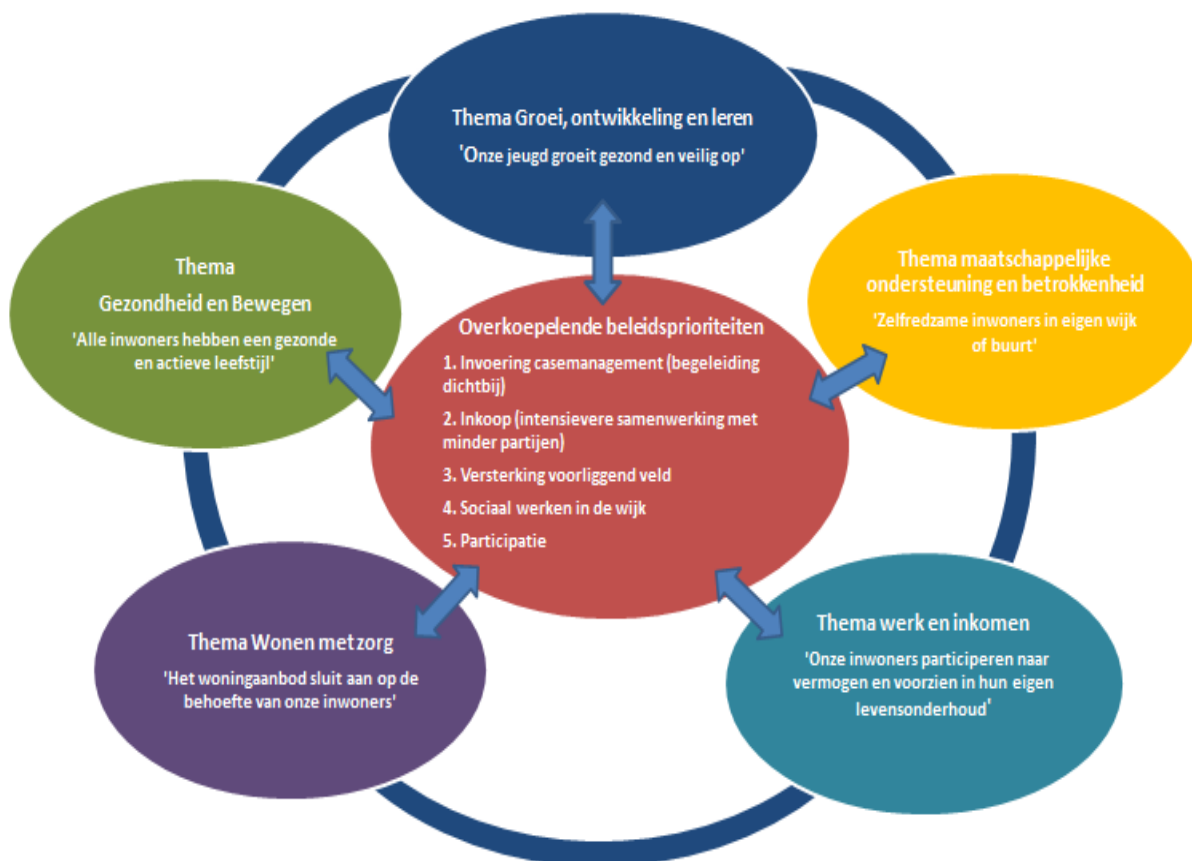 Thema Groei, ontwikkeling en leren
'Onze jeugd groeit gezond en veilig op'
Thema
Gezondheid en Bewegen
'Alle inwoners hebben een gezonde
en actieve leefstijl'
Thema maatschappelijke
ondersteuning en betrokkenheid
'Zelfredzame inwoners in eigen wijk
of buurt'
Overkoepelende beleidsprioriteiten
1. Invoering casemanagement (begeleiding
dichtbij)
2. Inkoop (intensievere samenwerking met
minder partijen)
3. Versterking voorliggend veld
4. Sociaal werken in de wijk
5. Participatie
Thema Wonen met zorg
'Het woningaanbod sluit aan op de
behoefte van onze inwoners'
Thema werk en inkomen
'Onze inwoners participeren naar
vermogen en voorzien in hun eigen
levensonderhoud'